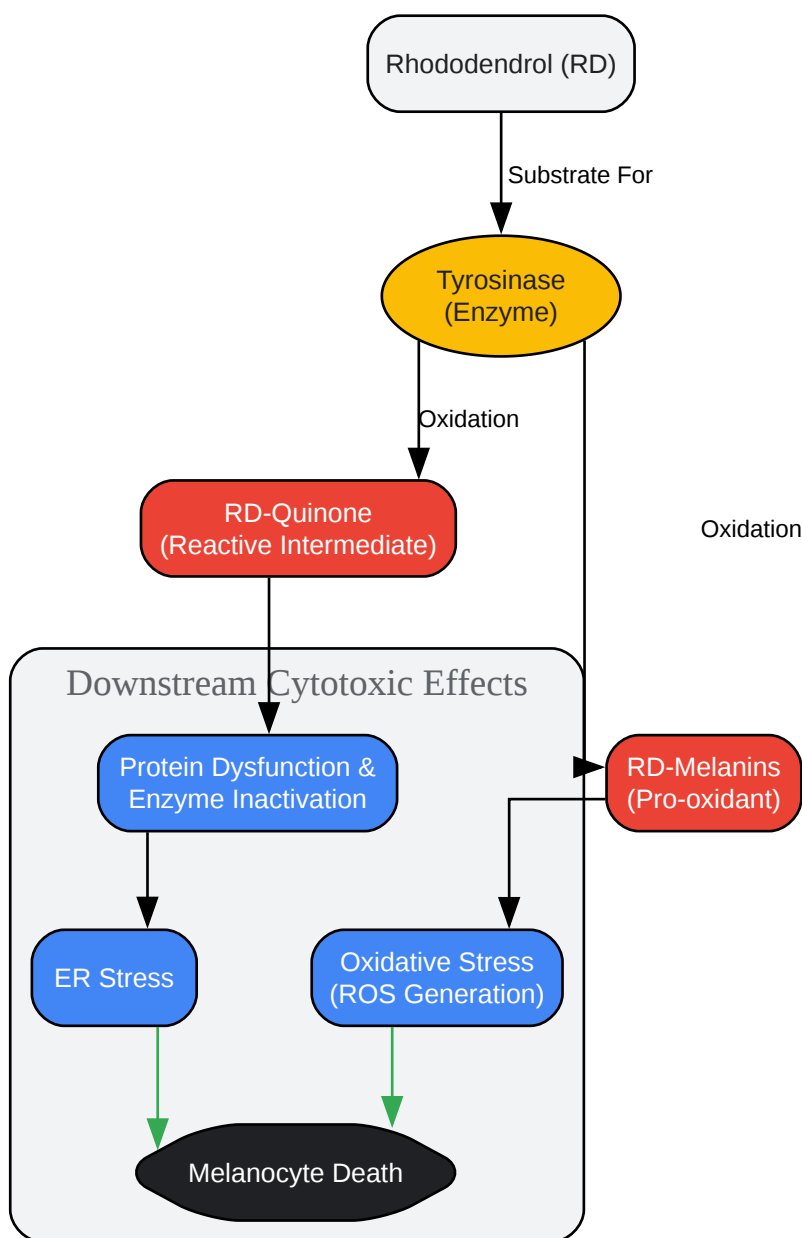 Rhododendrol (RD)
Substrate For
Tyrosinase
(Enzyme)
Oxidation
RD-Quinone
(Reactive Intermediate)
Oxidation
Downstream Cytotoxic Effects
Protein Dysfunction &
Enzyme Inactivation
RD-Melanins
(Pro-oxidant)
ER Stress
Oxidative Stress
(ROS Generation)
Melanocyte Death